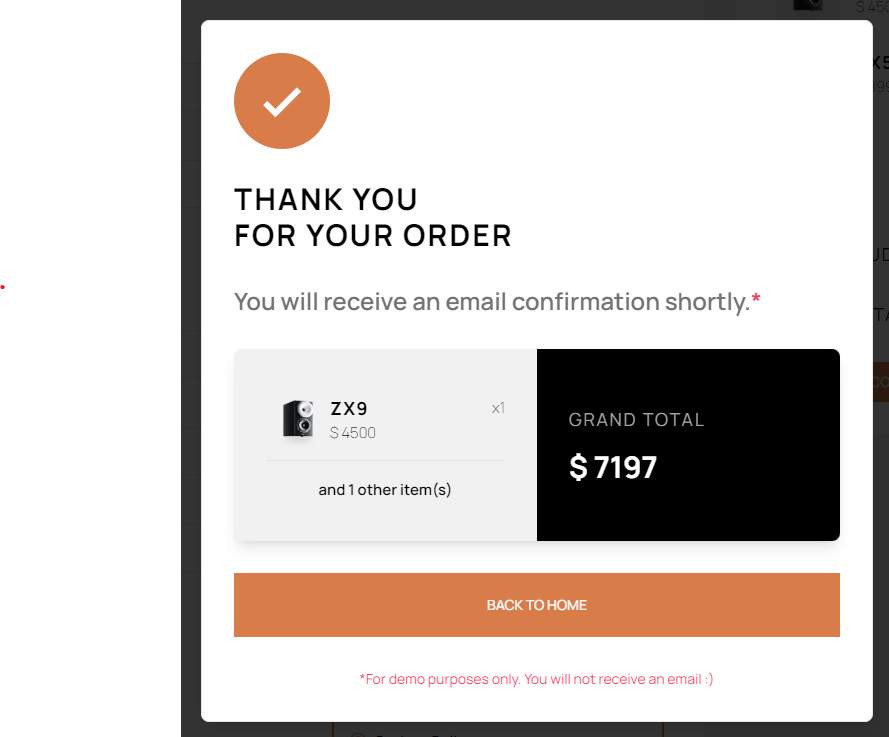 THANK YOU
FOR YOUR ORDER
You will receive an email confirmation shortly.*
ZX9
x1
$ 4500
and 1 other item(s)
GRAND TOTAL
$ 7197
BACK TO HOME
*For demo purposes only. You will not receive an email :)